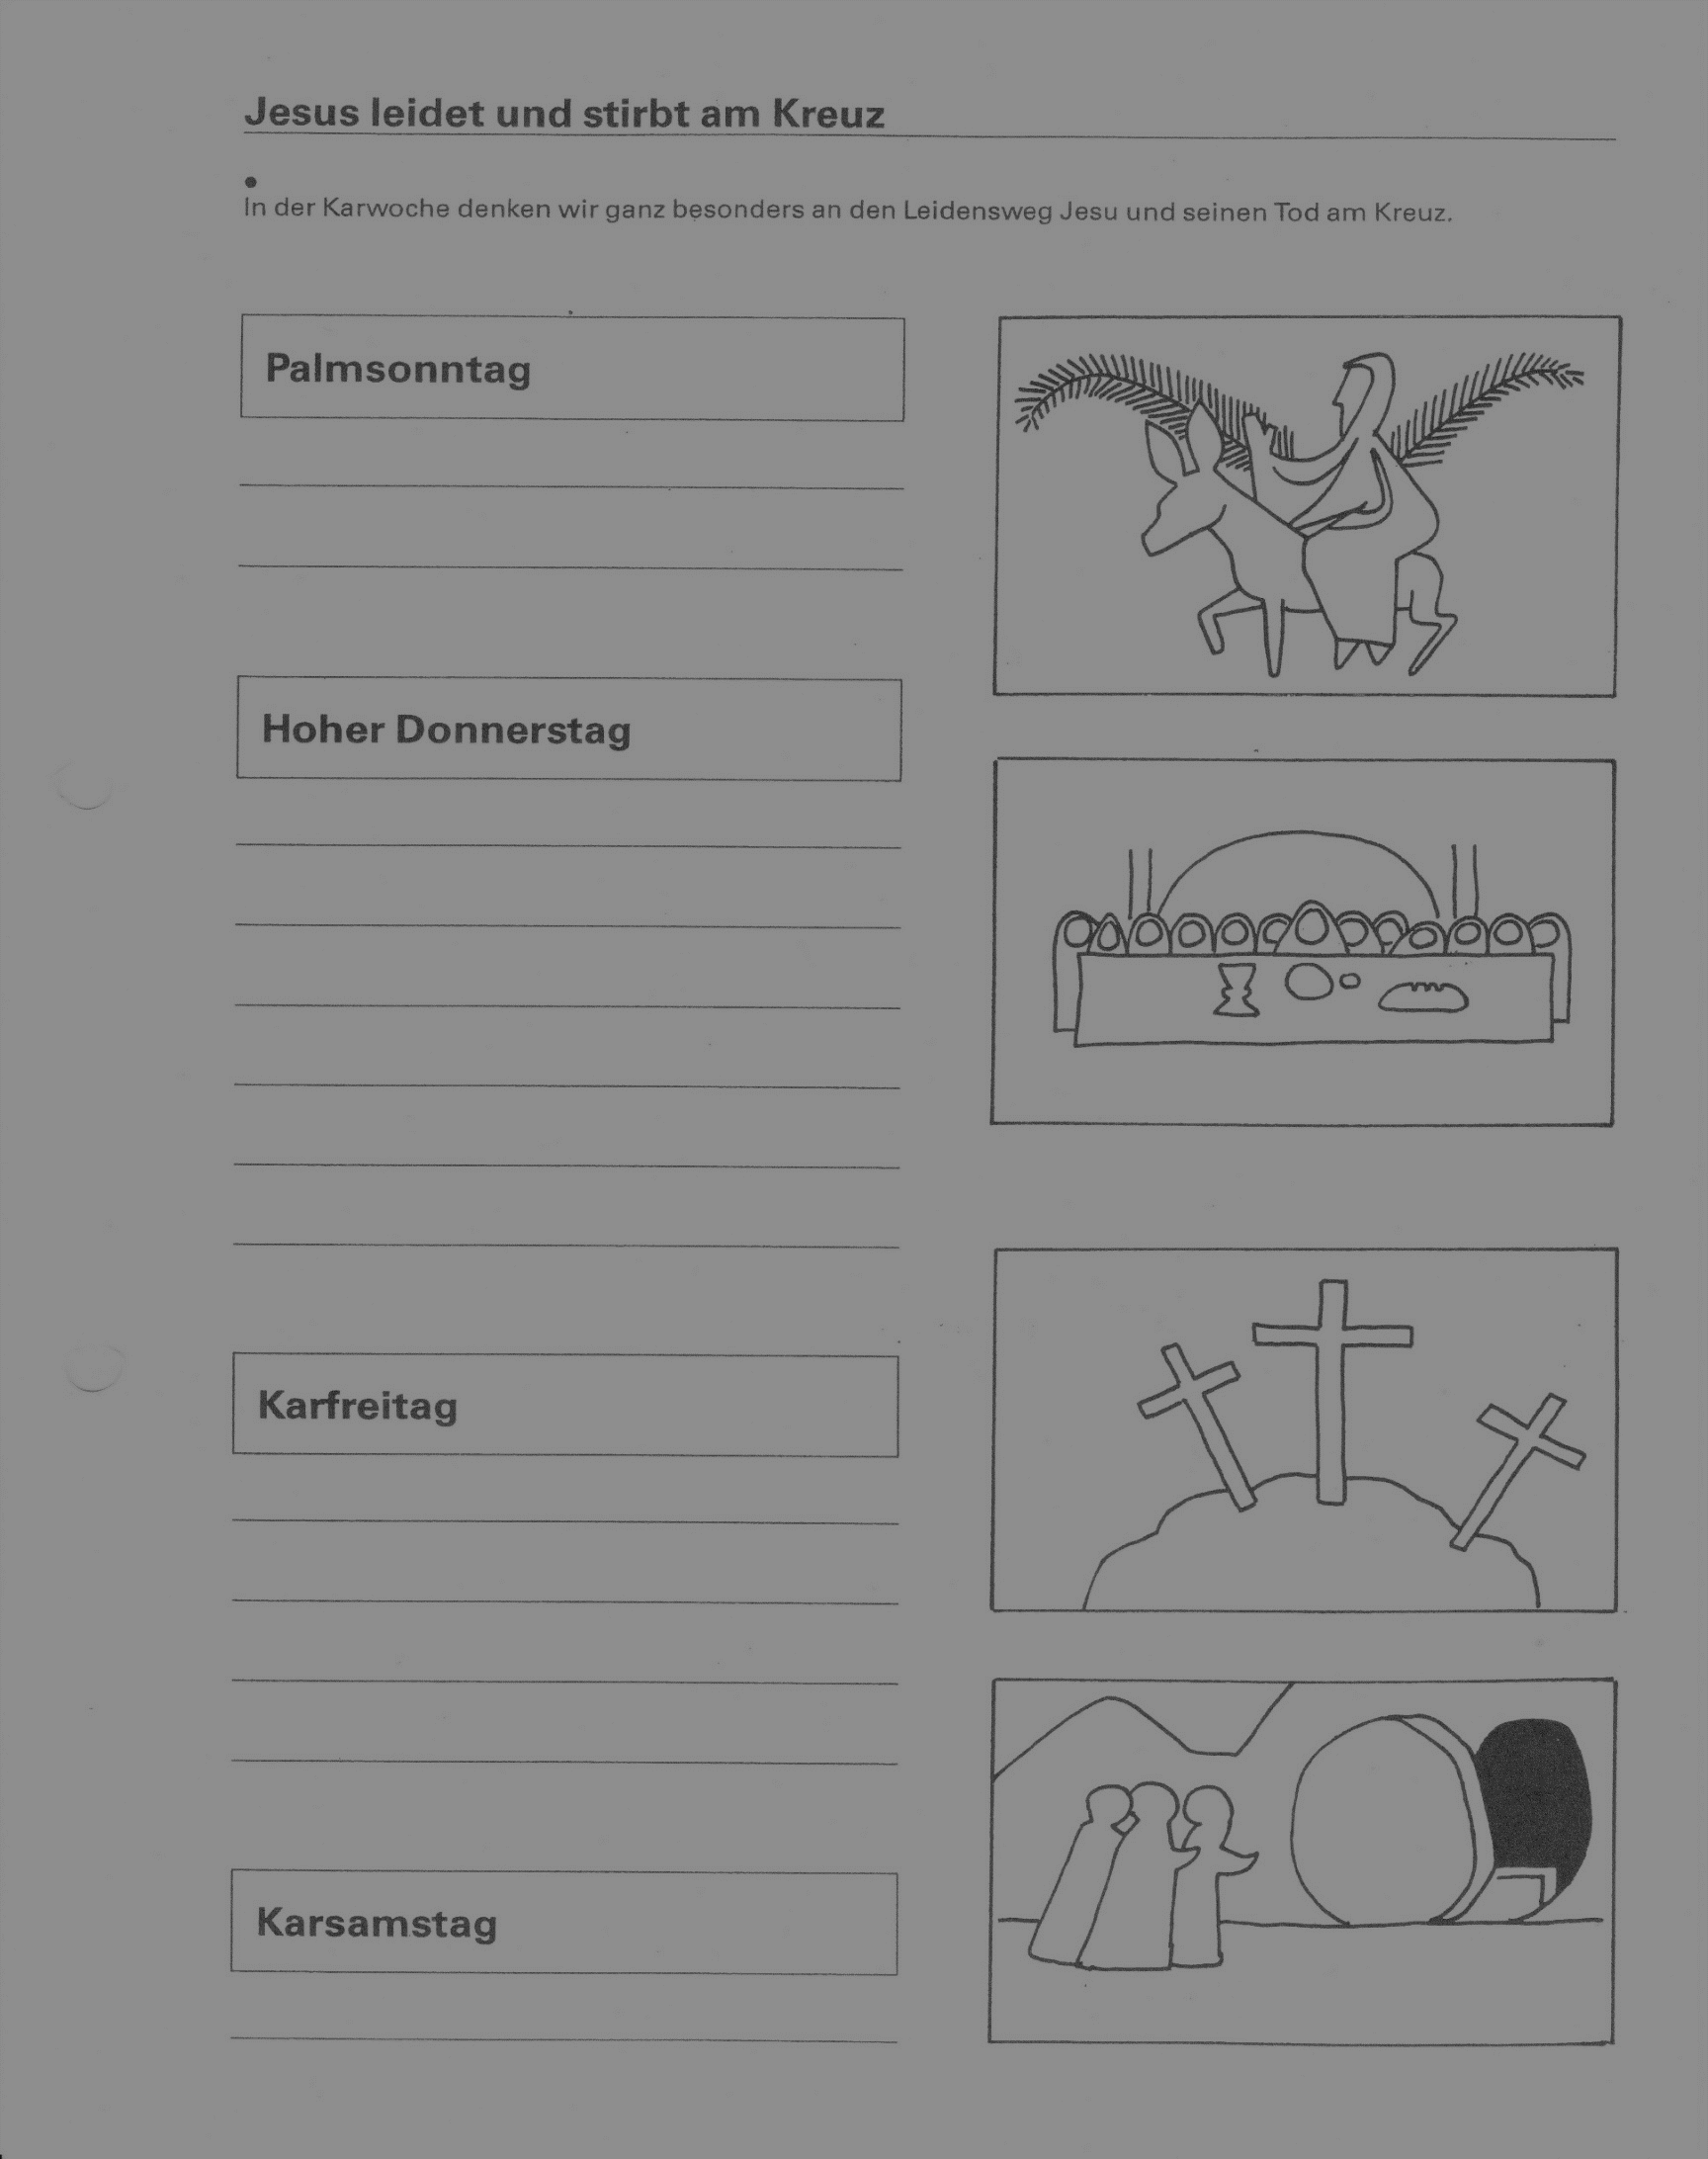 Jesus leidet und stirbt am Kreuz
In der Karwoche denken wir ganz besonders an den Leidensweg Jesu und seinen Tod am Kreuz.
Palmsonntag
Hoher Donnerstag
Karfreitag
Karsamstag